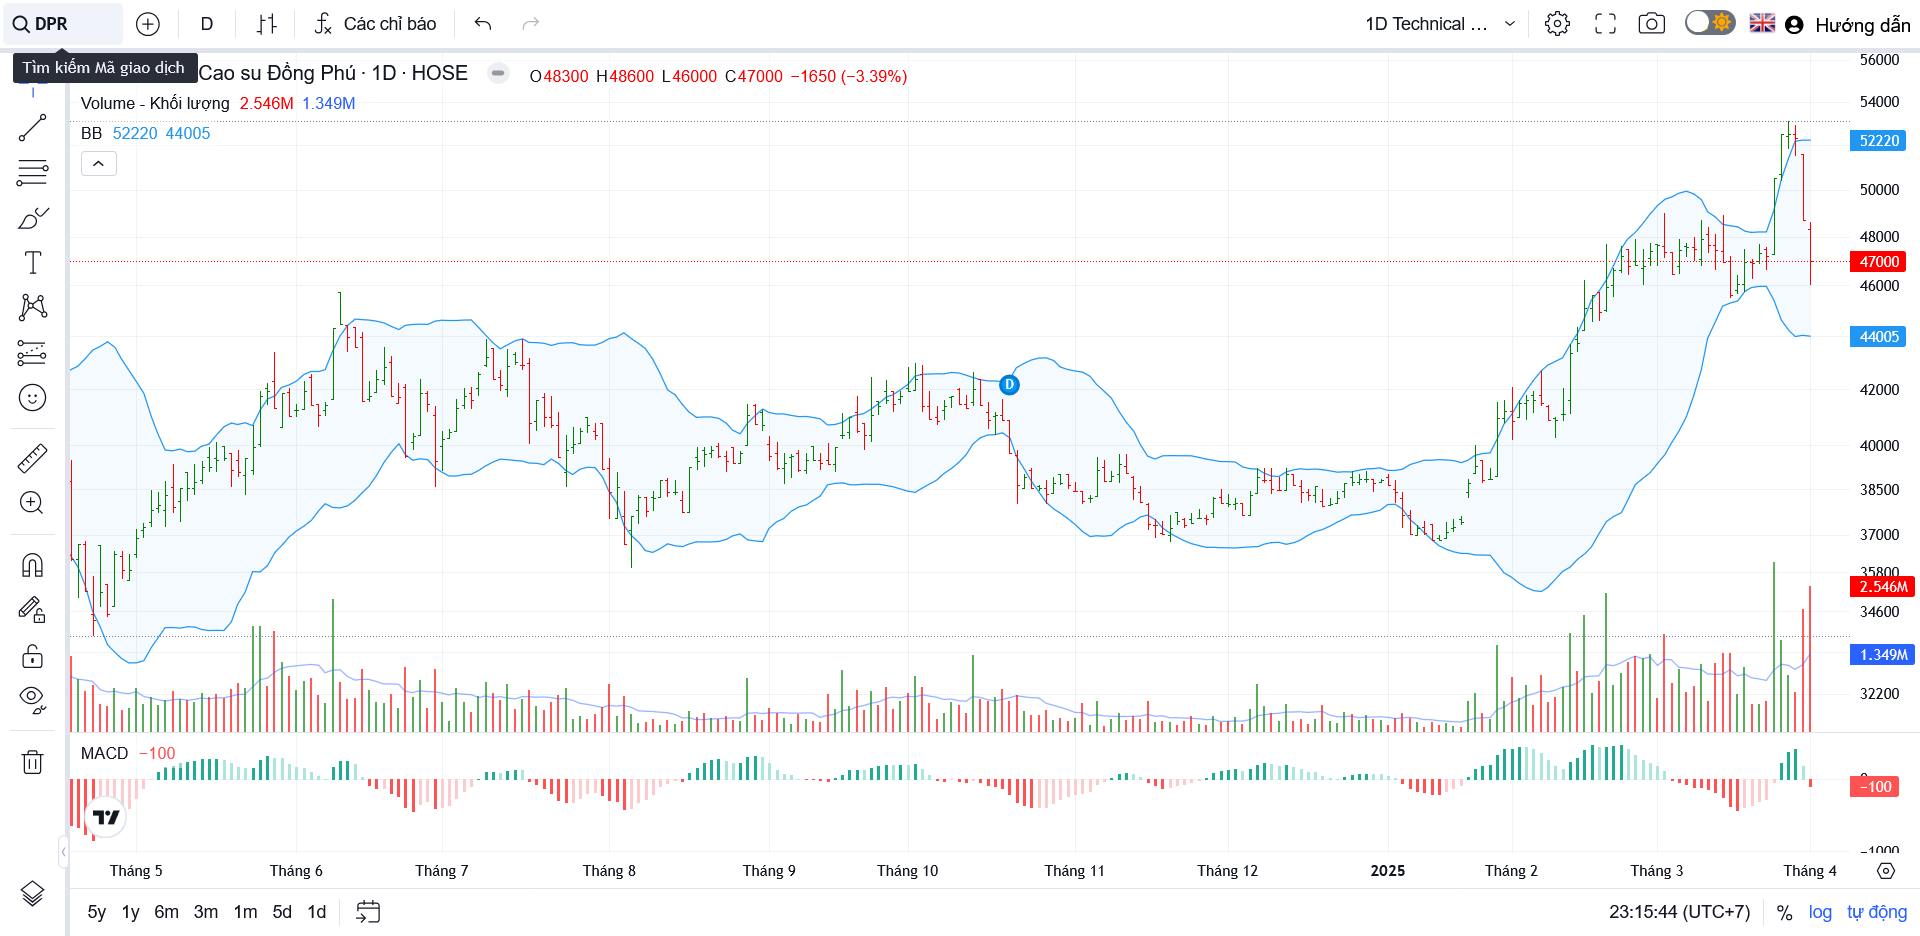 DPR
D
Các chỉ báo
1D Technical ...
Hướng dẫn
Tìm kiếm Mã giao dịch
Cao su Đồng Phú · 1D · HOSE
O48300 H48600 L46000 C47000 −1650 (−3.39%)
Volume - Khối lượng 2.546M 1.349M
BB 52220 44005
56000
54000
52220
50000
48000
47000
46000
44005
42000
40000
38500
37000
35800
2.546M
34600
1.349M
32200
D
MACD −100
−100
−1000
Tháng 5 Tháng 6 Tháng 7 Tháng 8 Tháng 9 Tháng 10 Tháng 11 Tháng 12 2025 Tháng 2 Tháng 3 Tháng 4
5y 1y 6m 3m 1m 5d 1d
23:15:44 (UTC+7) % log tự động